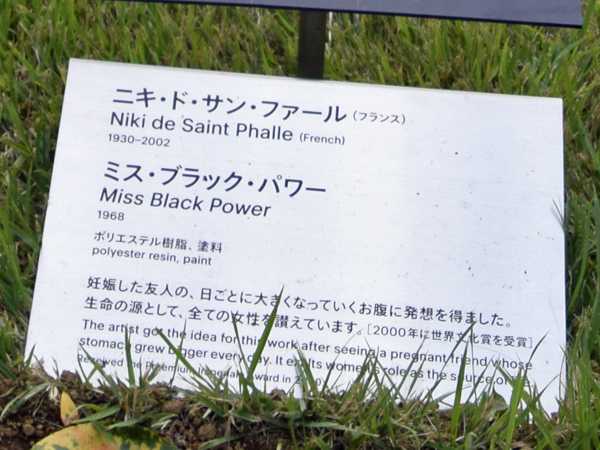 ニキ・ド・サン・ファール（フランス）
Niki de Saint Phalle (French)
1930–2002
ミス・ブラック・パワー
Miss Black Power
1968
ポリエステル樹脂、塗料
polyester resin, paint
妊娠した友人の、日ごとに大きくなっていくお腹に発想を得ました。
生命の源として、全ての女性を讃えています。［2000年に世界文化賞を受賞］
The artist got the idea for this work after seeing a pregnant friend whose
stomach grew bigger every day. It exalts women's role as the source of
Received the Award in